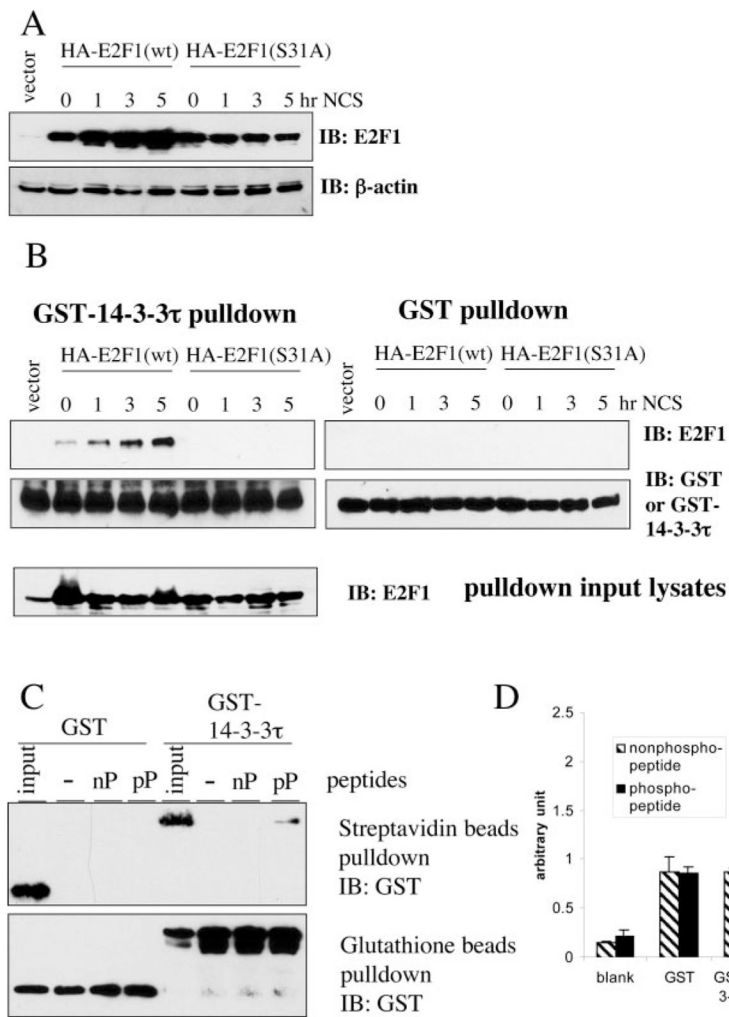 A
HA-E2F1(wt) HA-E2F1(S31A)
vector
0 1 3 5 0 1 3 5 hr NCS
IB: E2F1
IB: β-actin
B
GST-14-3-3τ pulldown GST pulldown
HA-E2F1(wt) HA-E2F1(S31A) HA-E2F1(wt) HA-E2F1(S31A)
vector vector
0 1 3 5 0 1 3 5 0 1 3 5 0 1 3 5 hr NCS
IB: E2F1
IB: GST
or GST-
14-3-3τ
IB: E2F1 pulldown input lysates
C
GST GST-
14-3-3τ
input - nP pP input - nP pP peptides
Streptavidin beads
pulldown
IB: GST
Glutathione beads
pulldown
IB: GST
D
2.5
2
1.5
1
0.5
0
arbitrary unit
nonphospho-
peptide
phospho-
peptide
blank GST GS
3-